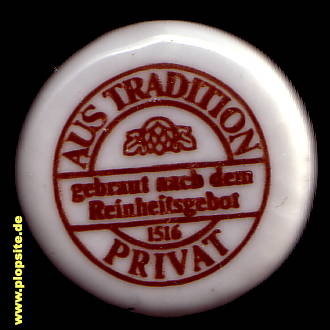 AUS TRADITION
gebraut nach dem
Reinheitsgebot
1516
PRIVAT
© www.plopsite.de